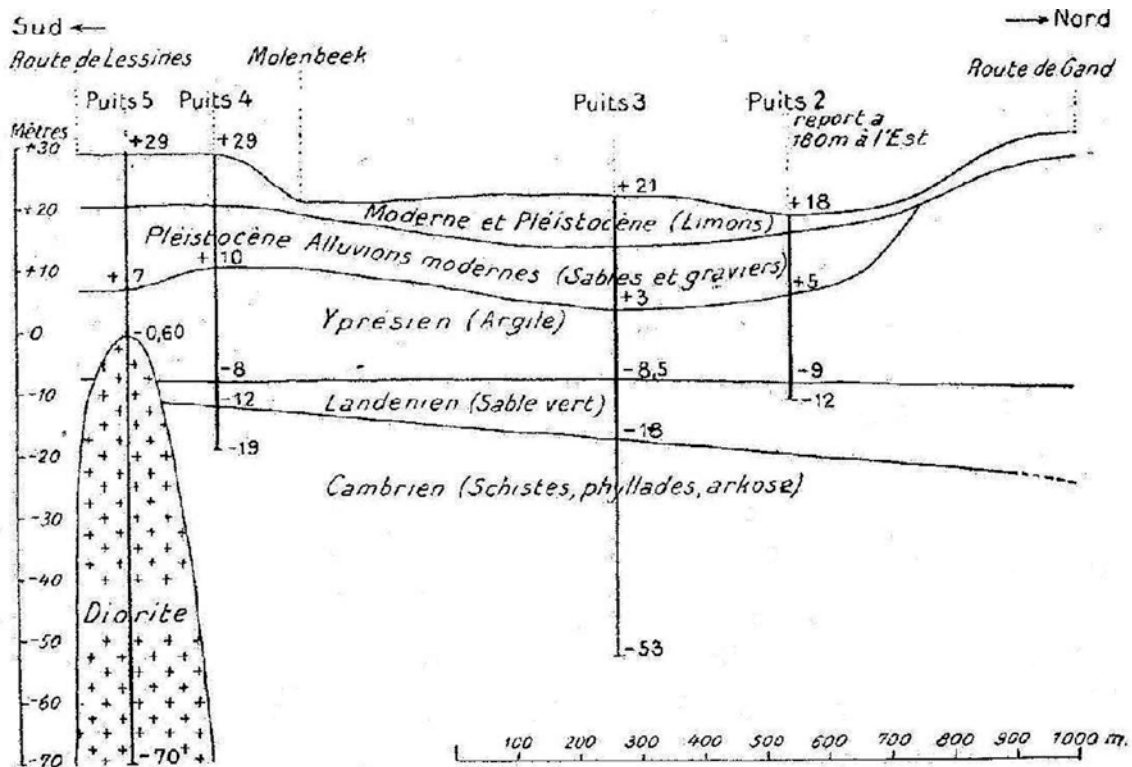 Sud ←
→ Nord
Route de Lessines
Molenbeek
Route de Gand
Puits 5
Puits 4
Puits 3
Puits 2
report a
180m à l'Est
Mètres
+30
+20
+10
-0
-10
-20
-30
-40
-50
-60
-70
+29
+29
+21
+18
Moderne et Pléistocène (Limons)
Pléistocène Alluvions modernes (Sables et graviers)
+7
+10
+3
+5
Yprésien (Argile)
-0,60
-8
-8,5
-9
-12
Landenien (Sable vert)
-12
-18
-19
Cambrien (Schistes, phyllades, arkose)
Diorite
-53
-70
100 200 300 400 500 600 700 800 900 1000 m.